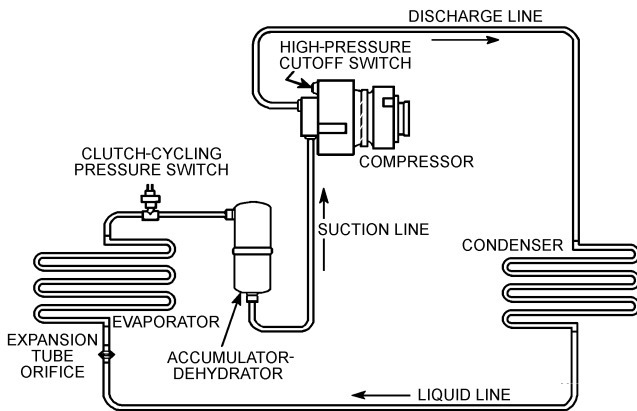 DISCHARGE LINE
HIGH-PRESSURE
CUTOFF SWITCH
COMPRESSOR
CLUTCH-CYCLING
PRESSURE SWITCH
SUCTION LINE
CONDENSER
EVAPORATOR
EXPANSION
TUBE
ORIFICE
ACCUMULATOR-
DEHYDRATOR
LIQUID LINE